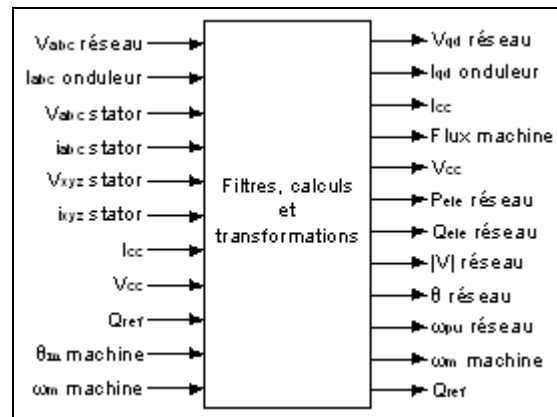 Vabc réseau
Iabc onduleur
Vabc stator
iabc stator
Vxyz stator
ixyz stator
Icc
Vcc
Qref
θm machine
ωm machine
Filtres, calculs
et
transformations
Vqd réseau
Iqd onduleur
Icc
Flux machine
Vcc
Pele réseau
Qele réseau
|V| réseau
θ réseau
ωpu réseau
ωm machine
Qref